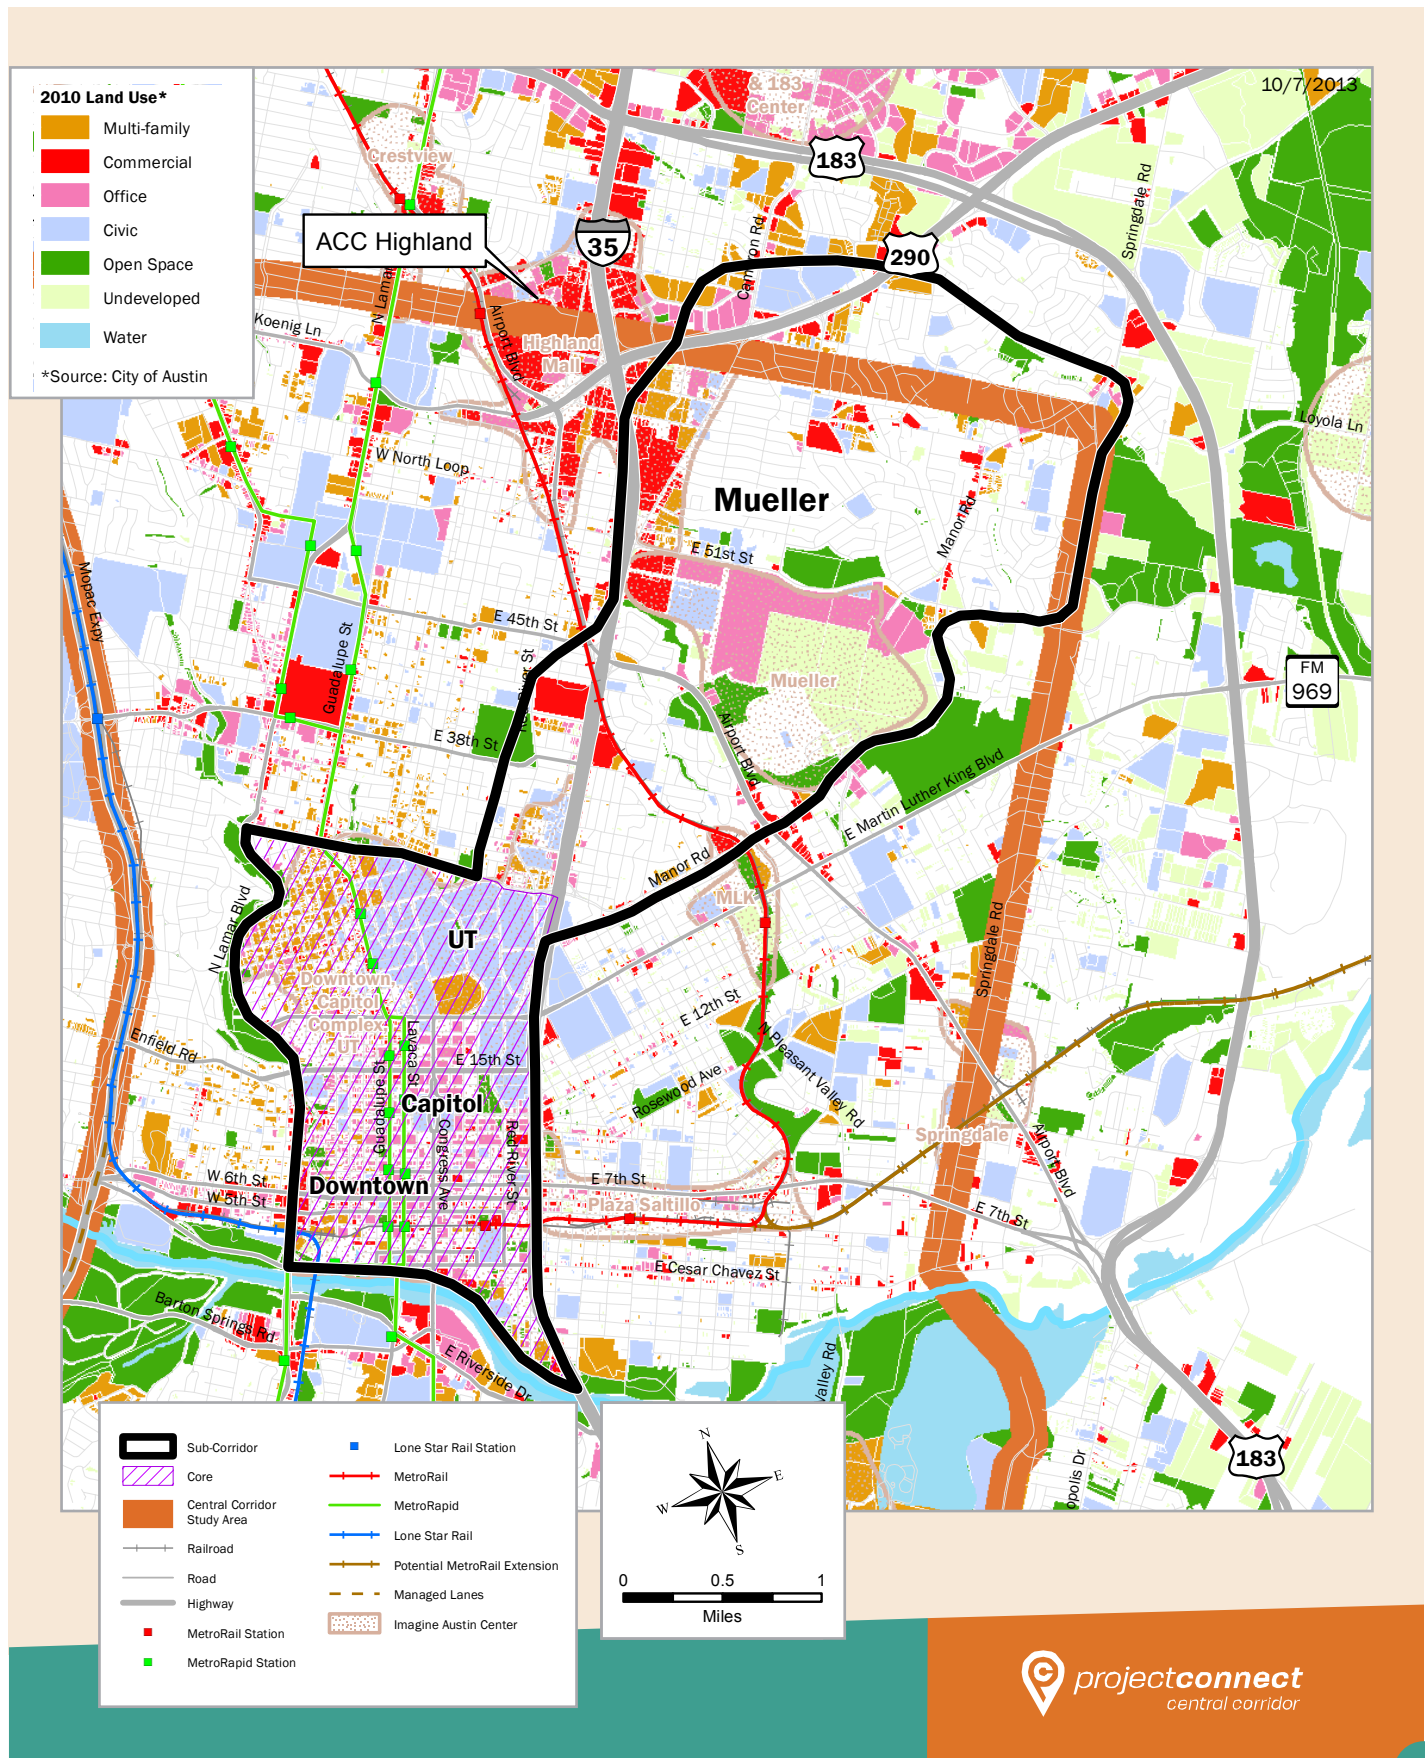 10/7/2013
2010 Land Use*
Multi-family
Commercial
Office
Civic
Open Space
Undeveloped
Water
*Source: City of Austin
& 183
Center
Crestview
183
ACC Highland
35
290
Cameron Rd
Springdale Rd
N Lamar
Koenig Ln
Airport Blvd
Highland
Mall
Loyola Ln
W North Loop
Mueller
Manor Rd
E 51st St
Mopac Expy
E 45th St
Guadalupe St
Red River St
Mueller
FM
969
E 38th St
Airport Blvd
E Martin Luther King Blvd
Manor Rd
MLK
N Lamar Blvd
UT
Springdale Rd
Downtown,
Capitol
Complex
UT
E 12th St
Enfield Rd
Lavaca St
E 15th St
N Pleasant Valley Rd
Guadalupe St
Rosewood Ave
Capitol
Congress Ave
Red River St
Springdale
Airport Blvd
W 6th St
W 5th St
Downtown
E 7th St
Plaza Saltillo
E 7th St
E Cesar Chavez St
Barton Springs Rd
E Riverside Dr
Valley Rd
opolis Dr
183
Sub-Corridor
Core
Central Corridor
Study Area
Railroad
Road
Highway
MetroRail Station
MetroRapid Station
Lone Star Rail Station
MetroRail
MetroRapid
Lone Star Rail
Potential MetroRail Extension
Managed Lanes
Imagine Austin Center
N
E
W
S
0 0.5 1
Miles
projectconnect
central corridor